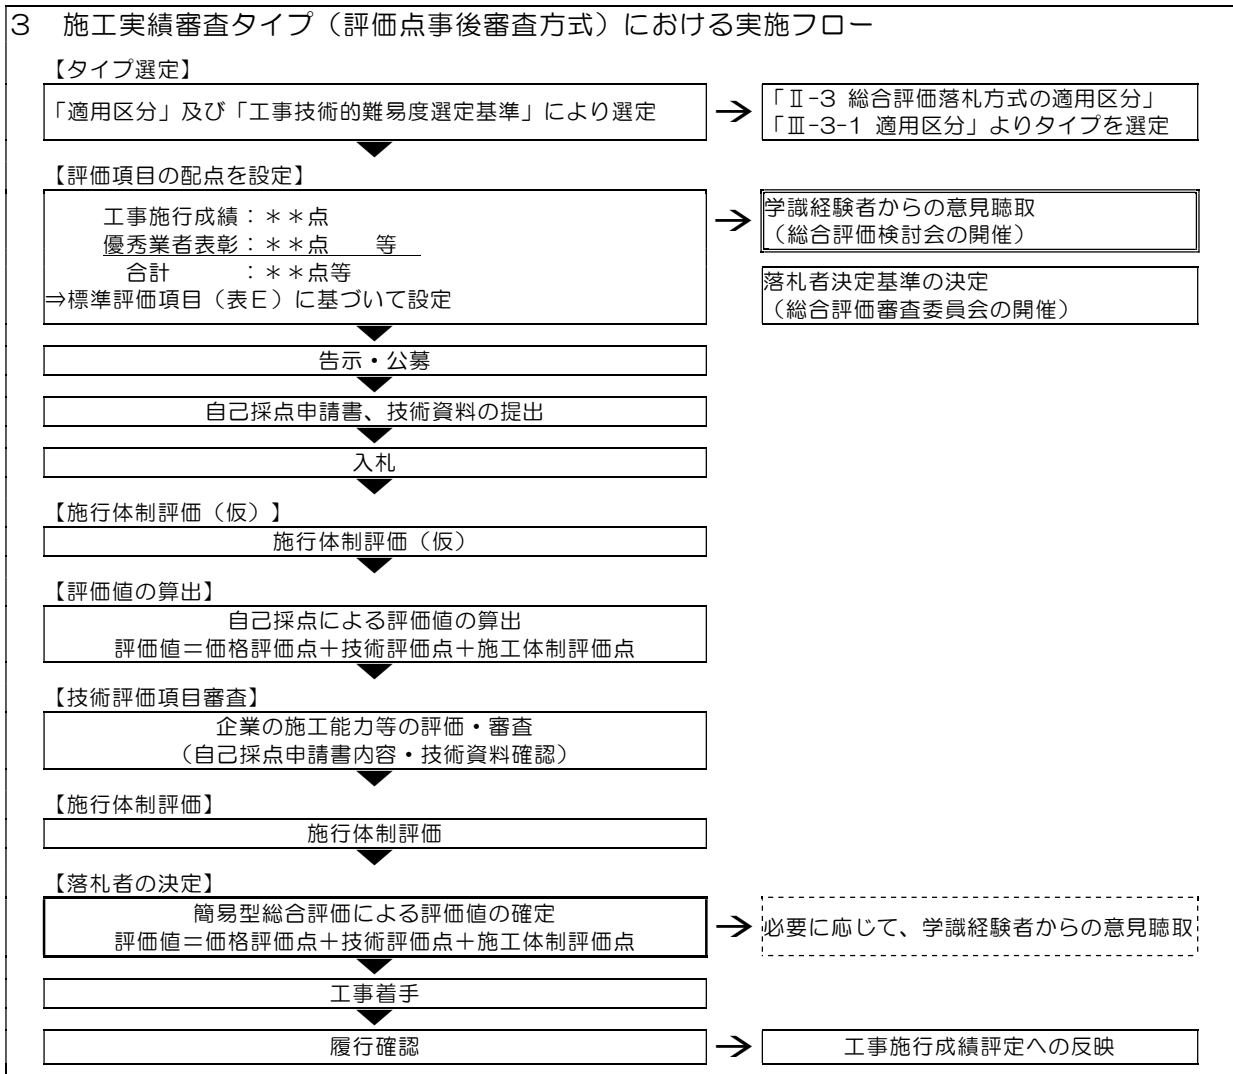 3 施工実績審査タイプ（評価点事後審査方式）における実施フロー
【タイプ選定】
「適用区分」及び「工事技術的難易度選定基準」により選定
「Ⅱ-3 総合評価落札方式の適用区分」
「Ⅲ-3-1 適用区分」よりタイプを選定
【評価項目の配点を設定】
工事施行成績：＊＊点
優秀業者表彰：＊＊点　等
合計　　　：＊＊点等
⇒標準評価項目（表E）に基づいて設定
学識経験者からの意見聴取
（総合評価検討会の開催）
落札者決定基準の決定
（総合評価審査委員会の開催）
告示・公募
自己採点申請書、技術資料の提出
入札
【施行体制評価（仮）】
施行体制評価（仮）
【評価値の算出】
自己採点による評価値の算出
評価値＝価格評価点＋技術評価点＋施工体制評価点
【技術評価項目審査】
企業の施工能力等の評価・審査
（自己採点申請書内容・技術資料確認）
【施行体制評価】
施行体制評価
【落札者の決定】
簡易型総合評価による評価値の確定
評価値＝価格評価点＋技術評価点＋施工体制評価点
必要に応じて、学識経験者からの意見聴取
工事着手
履行確認
工事施行成績評定への反映